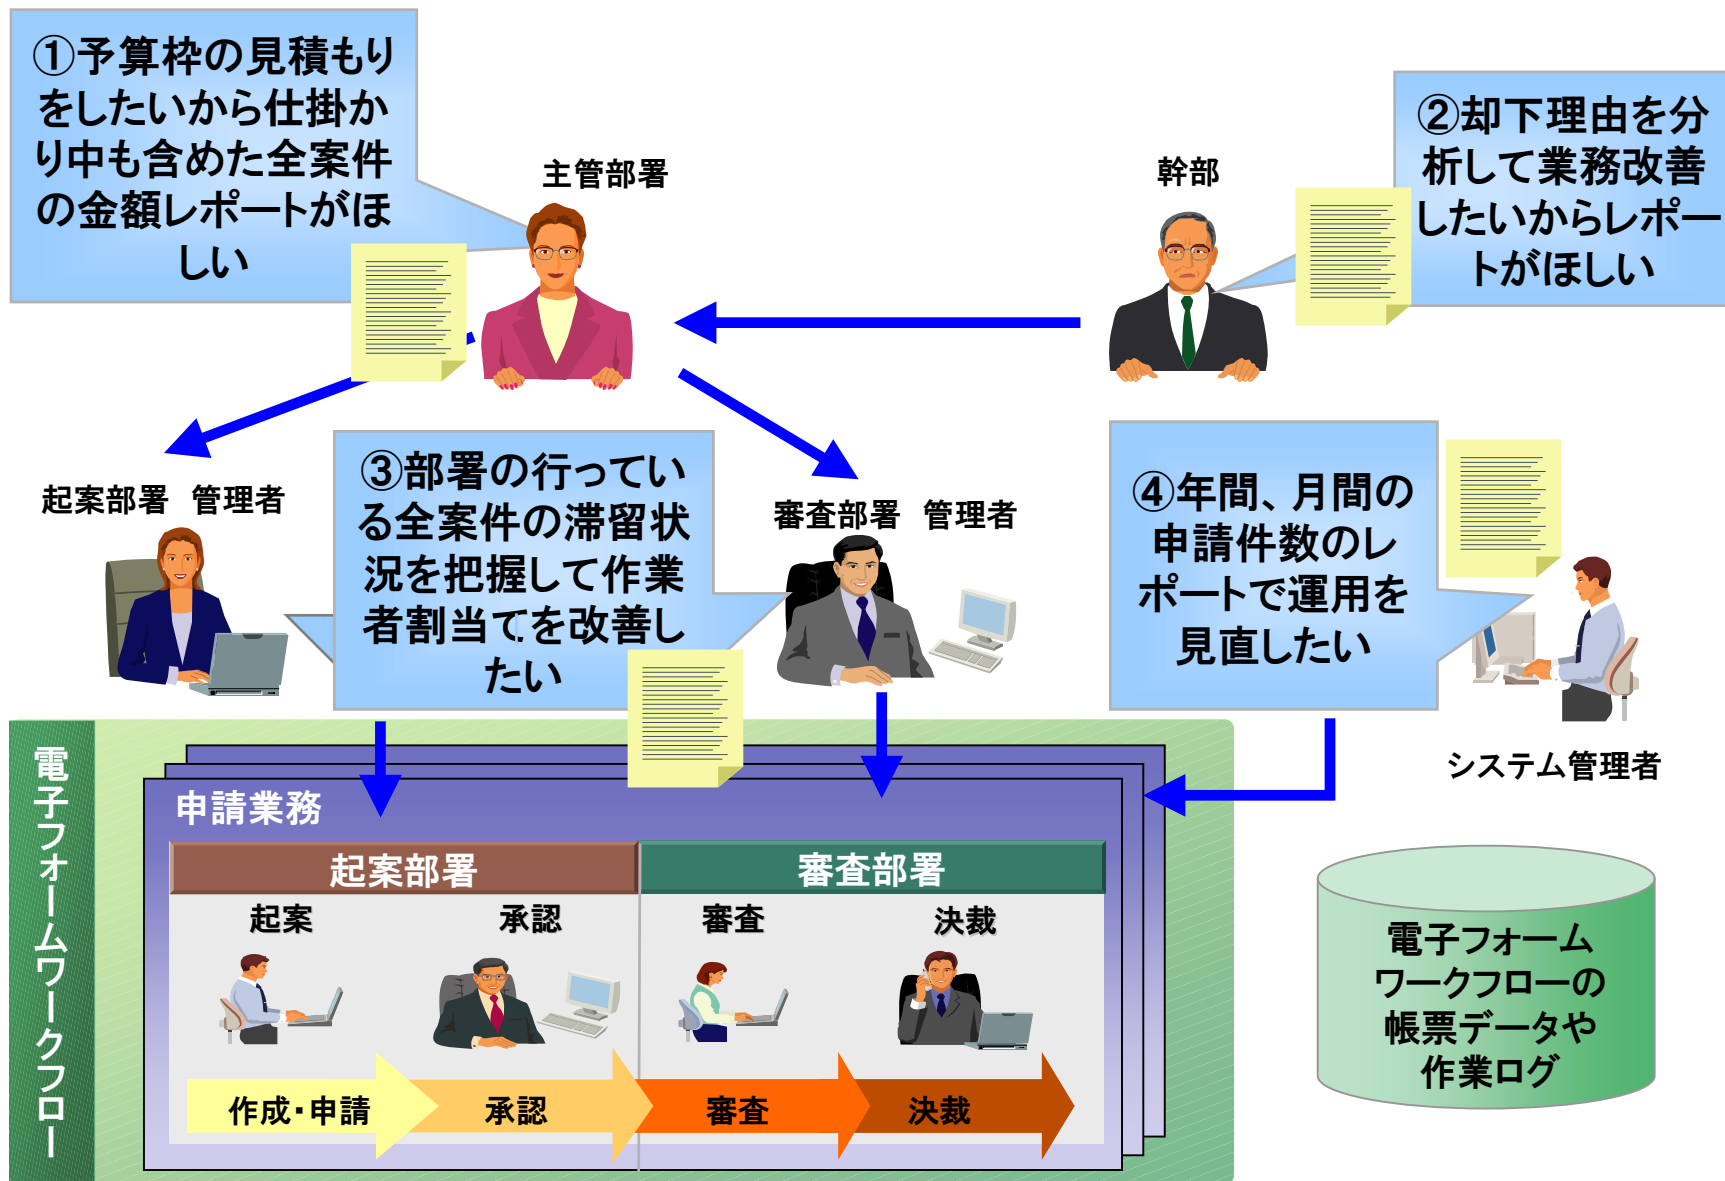 ①予算枠の見積もり
をしたいから仕掛か
り中も含めた全案件
の金額レポートがほ
しい
主管部署
幹部
②却下理由を分
析して業務改善
したいからレポー
トがほしい
起案部署　管理者
③部署の行ってい
る全案件の滞留状
況を把握して作業
者割当てを改善し
たい
審査部署　管理者
④年間、月間の
申請件数のレ
ポートで運用を
見直したい
システム管理者
電子フォームワークフロー
申請業務
起案部署
審査部署
起案
承認
審査
決裁
作成・申請
承認
審査
決裁
電子フォーム
ワークフローの
帳票データや
作業ログ